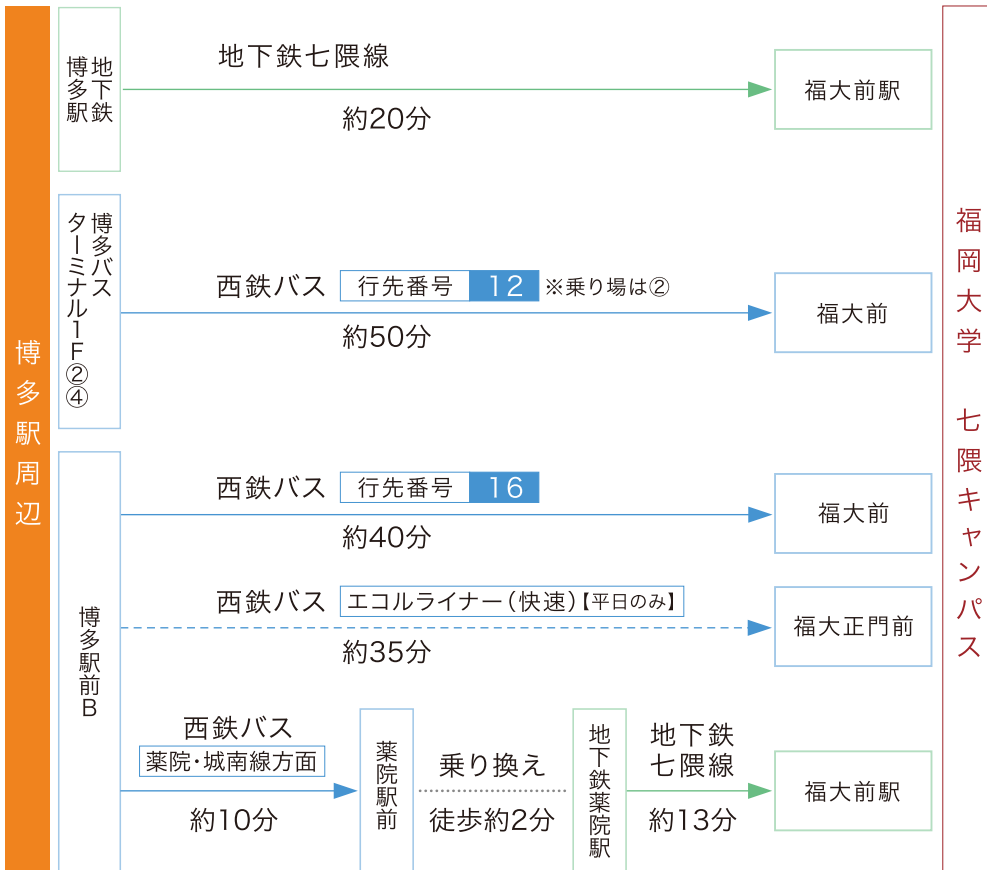 博多駅周辺
地下鉄
博多駅
地下鉄七隈線
約20分
福大前駅
博多バス
ターミナル1F②④
西鉄バス 行先番号 12 ※乗り場は②
約50分
福大前
博多駅前B
西鉄バス 行先番号 16
約40分
福大前
西鉄バス エコルライナー(快速)【平日のみ】
約35分
福大正門前
西鉄バス
薬院・城南線方面
約10分
薬院駅前
乗り換え
徒歩約2分
地下鉄薬院駅
地下鉄
七隈線
約13分
福大前駅
福岡大学 七隈キャンパス